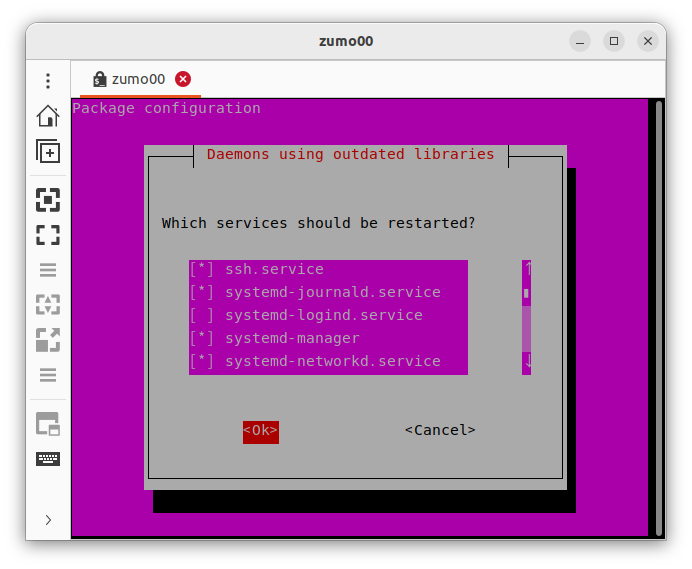 zumo00
zumo00
Package configuration
Daemons using outdated libraries
Which services should be restarted?
[*] ssh.service
[*] systemd-journald.service
[ ] systemd-logind.service
[*] systemd-manager
[*] systemd-networkd.service
<Ok> <Cancel>